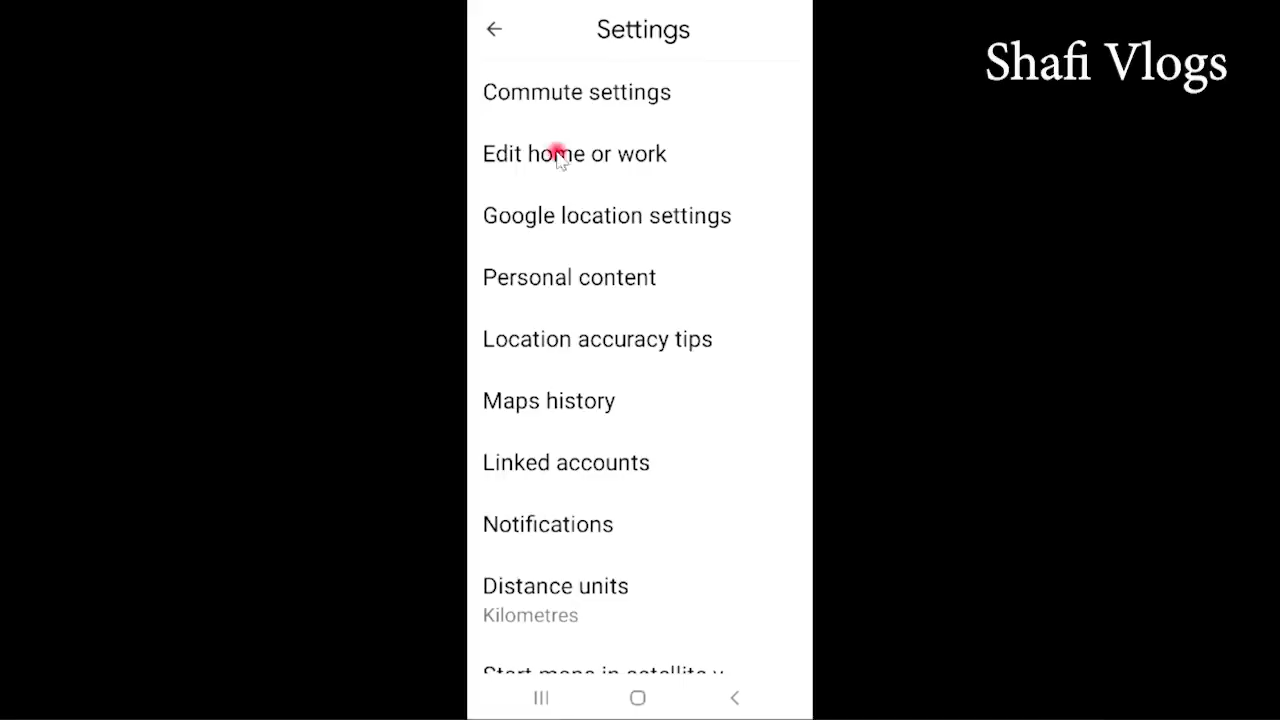 Settings
Shafi Vlogs
Commute settings
Edit home or work
Google location settings
Personal content
Location accuracy tips
Maps history
Linked accounts
Notifications
Distance units
Kilometres